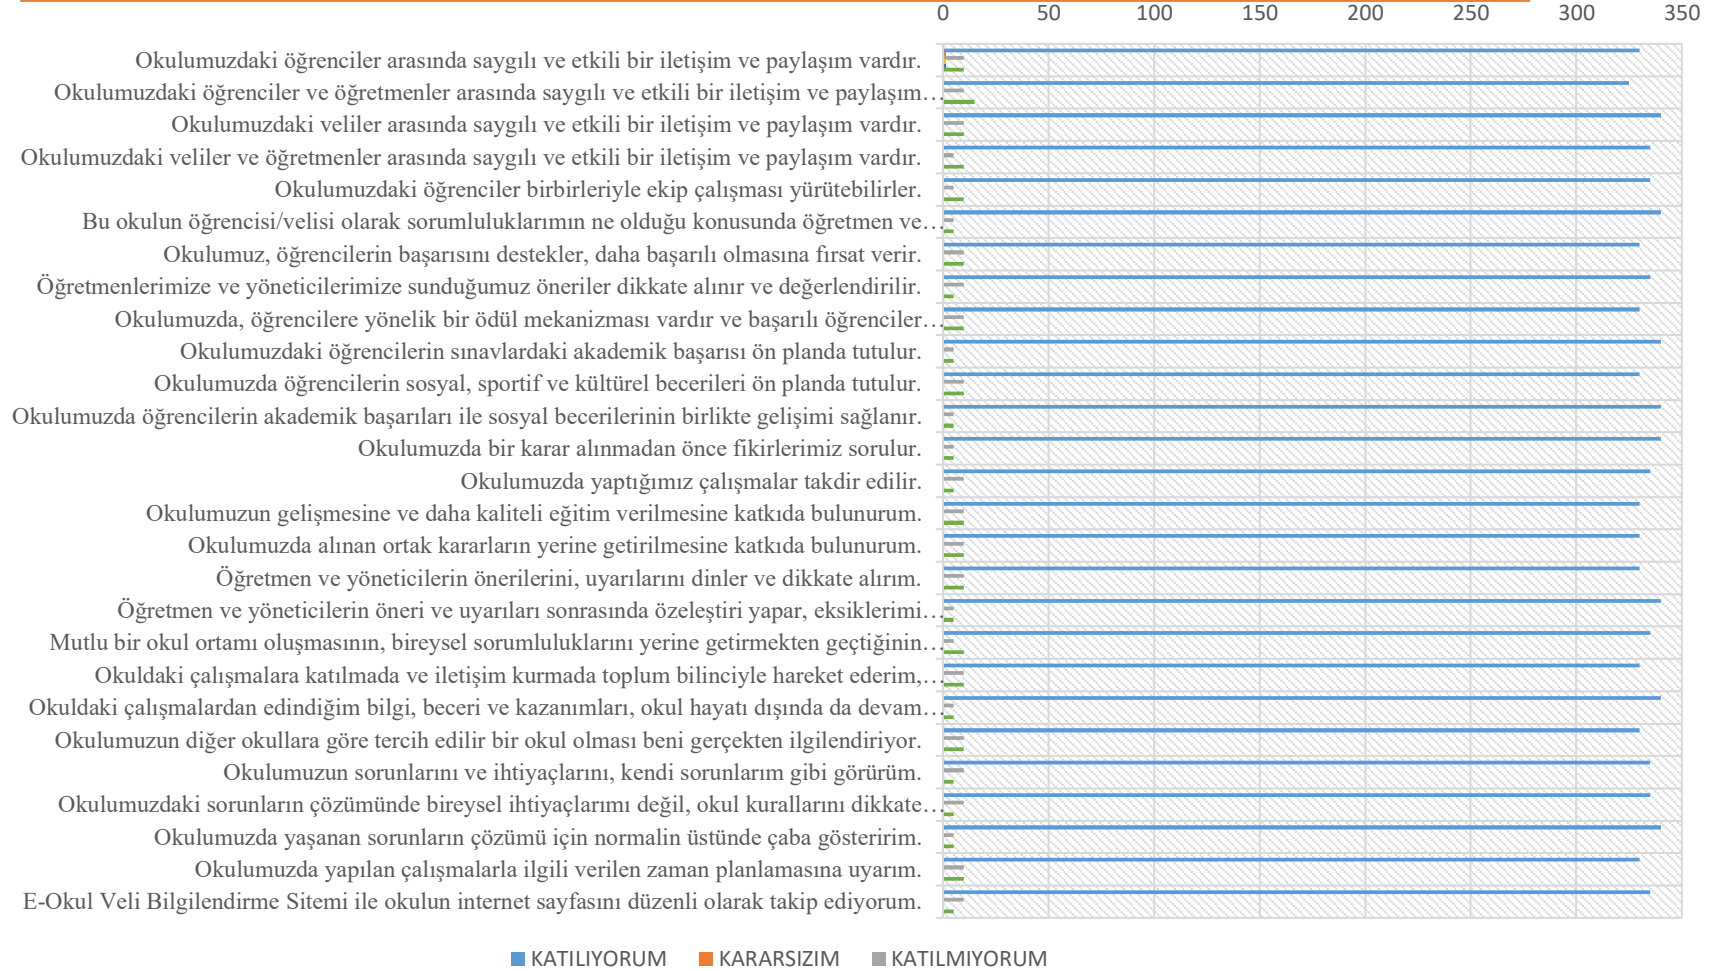 0 50 100 150 200 250 300 350
Okulumuzdaki öğrenciler arasında saygılı ve etkili bir iletişim ve paylaşım vardır.
Okulumuzdaki öğrenciler ve öğretmenler arasında saygılı ve etkili bir iletişim ve paylaşım…
Okulumuzdaki veliler arasında saygılı ve etkili bir iletişim ve paylaşım vardır.
Okulumuzdaki veliler ve öğretmenler arasında saygılı ve etkili bir iletişim ve paylaşım vardır.
Okulumuzdaki öğrenciler birbirleriyle ekip çalışması yürütebilirler.
Bu okulun öğrencisi/velisi olarak sorumluluklarımın ne olduğu konusunda öğretmen ve…
Okulumuz, öğrencilerin başarısını destekler, daha başarılı olmasına fırsat verir.
Öğretmenlerimize ve yöneticilerimize sunduğumuz öneriler dikkate alınır ve değerlendirilir.
Okulumuzda, öğrencilere yönelik bir ödül mekanizması vardır ve başarılı öğrenciler…
Okulumuzdaki öğrencilerin sınavlardaki akademik başarısı ön planda tutulur.
Okulumuzda öğrencilerin sosyal, sportif ve kültürel becerileri ön planda tutulur.
Okulumuzda öğrencilerin akademik başarıları ile sosyal becerilerinin birlikte gelişimi sağlanır.
Okulumuzda bir karar alınmadan önce fikirlerimiz sorulur.
Okulumuzda yaptığımız çalışmalar takdir edilir.
Okulumuzun gelişmesine ve daha kaliteli eğitim verilmesine katkıda bulunurum.
Okulumuzda alınan ortak kararların yerine getirilmesine katkıda bulunurum.
Öğretmen ve yöneticilerin önerilerini, uyarılarını dinler ve dikkate alırım.
Öğretmen ve yöneticilerin öneri ve uyarıları sonrasında özeleştiri yapar, eksiklerimi…
Mutlu bir okul ortamı oluşmasının, bireysel sorumluluklarını yerine getirmekten geçtiğinin…
Okuldaki çalışmalara katılmada ve iletişim kurmada toplum bilinciyle hareket ederim,…
Okuldaki çalışmalardan edindiğim bilgi, beceri ve kazanımları, okul hayatı dışında da devam…
Okulumuzun diğer okullara göre tercih edilir bir okul olması beni gerçekten ilgilendiriyor.
Okulumuzun sorunlarını ve ihtiyaçlarını, kendi sorunlarım gibi görürüm.
Okulumuzdaki sorunların çözümünde bireysel ihtiyaçlarımı değil, okul kurallarını dikkate…
Okulumuzda yaşanan sorunların çözümü için normalin üstünde çaba gösteririm.
Okulumuzda yapılan çalışmalarla ilgili verilen zaman planlamasına uyarım.
E-Okul Veli Bilgilendirme Sitemi ile okulun internet sayfasını düzenli olarak takip ediyorum.
KATILIYORUM KARARSIZIM KATILMIYORUM